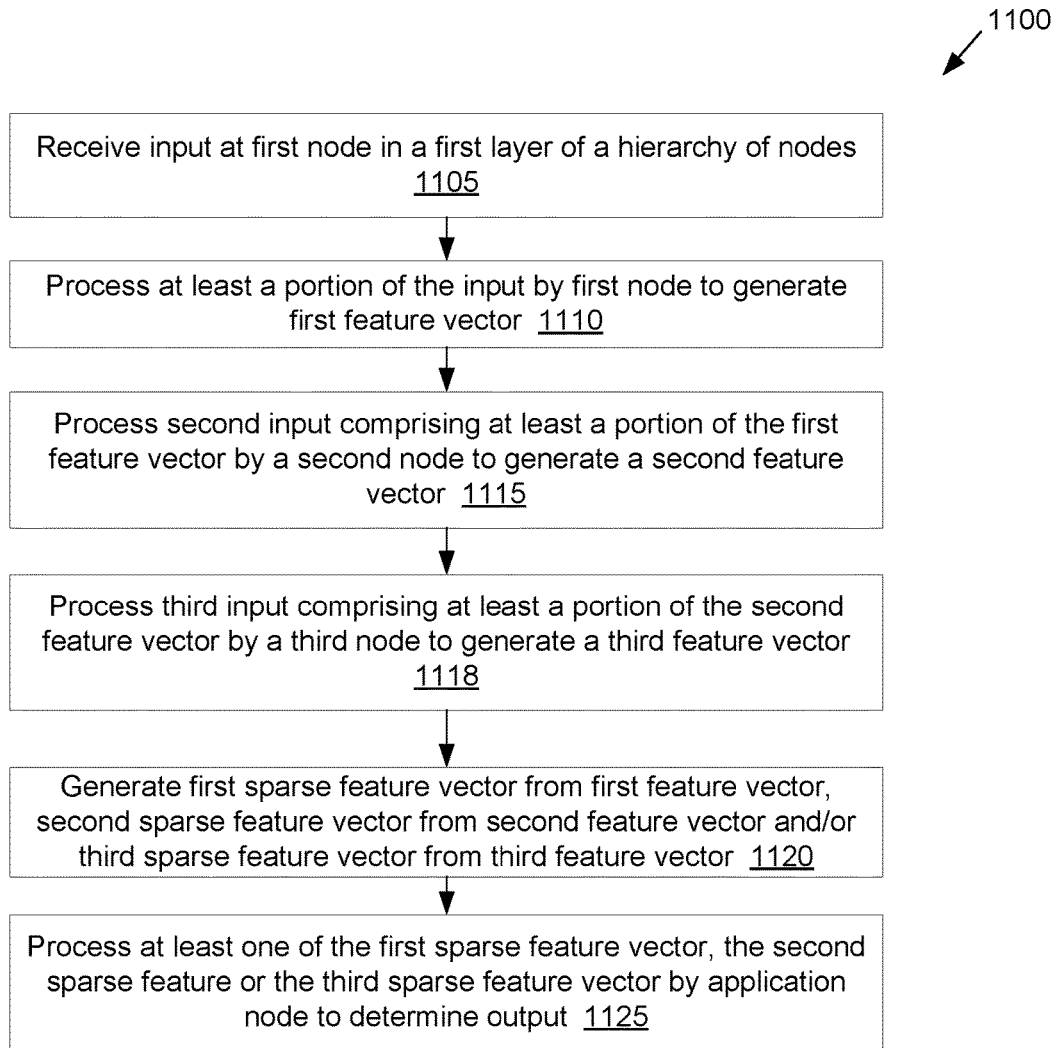 1100
Receive input at first node in a first layer of a hierarchy of nodes
1105
Process at least a portion of the input by first node to generate
first feature vector 1110
Process second input comprising at least a portion of the first
feature vector by a second node to generate a second feature
vector 1115
Process third input comprising at least a portion of the second
feature vector by a third node to generate a third feature vector
1118
Generate first sparse feature vector from first feature vector,
second sparse feature vector from second feature vector and/or
third sparse feature vector from third feature vector 1120
Process at least one of the first sparse feature vector, the second
sparse feature or the third sparse feature vector by application
node to determine output 1125